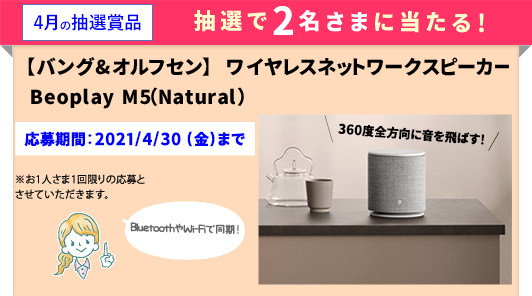 4月の抽選賞品
抽選で2名さまに当たる!
【バング&オルフセン】 ワイヤレスネットワークスピーカー
Beoplay M5(Natural)
応募期間:2021/4/30 (金)まで
※お1人さま1回限りの応募と
させていただきます。
BluetoothやWi-Fiで同期!
360度全方向に音を飛ばす!